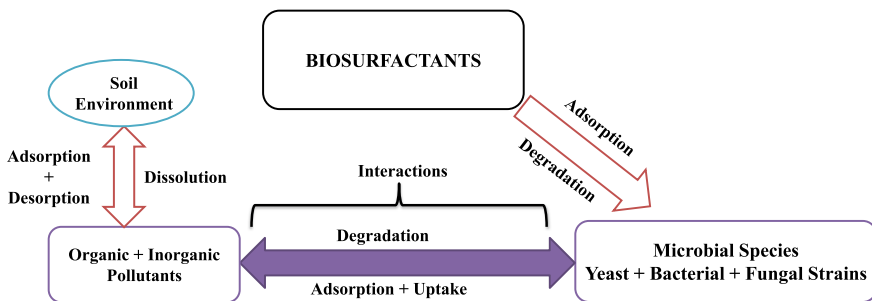 BIOSURFACTANTS
Soil
Environment
Adsorption
+
Desorption
Dissolution
Adsorption
Degradation
Interactions
Degradation
Adsorption + Uptake
Organic + Inorganic
Pollutants
Microbial Species
Yeast + Bacterial + Fungal Strains